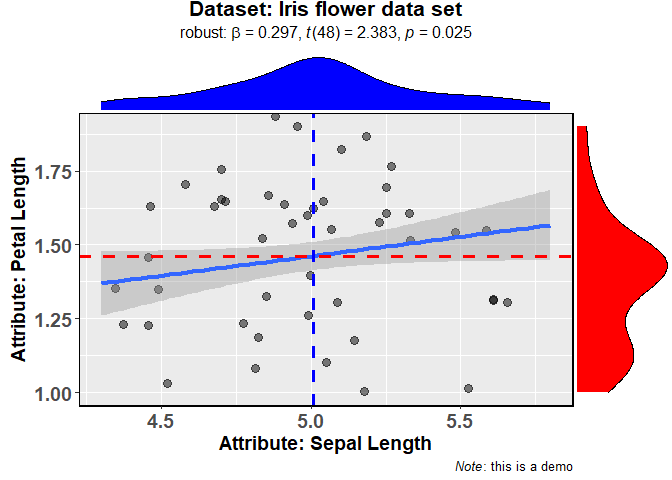 Dataset: Iris flower data set
robust: β = 0.297, t(48) = 2.383, p = 0.025
Attribute: Petal Length
1.75
1.50
1.25
1.00
4.5 5.0 5.5
Attribute: Sepal Length
Note: this is a demo